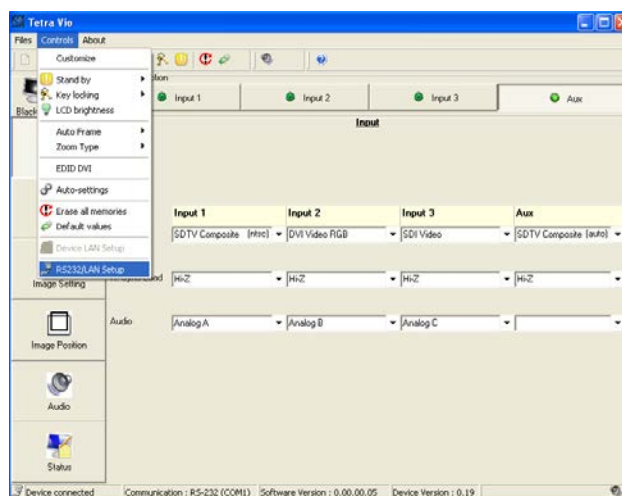 Tetra Vio
Files Controls About
Customize
Stand by
Key locking
LCD brightness
Auto Frame
Zoom Type
EDID DVI
Auto-settings
Erase all memories
Default values
Device LAN Setup
RS232/LAN Setup
Black
tion
Input 1 Input 2 Input 3 Aux
Input
Input 1 Input 2 Input 3 Aux
SDTV Composite (ntsc) DVI Video RGB SDI Video SDTV Composite (auto)
Hi-Z Hi-Z Hi-Z Hi-Z
Image Setting
Audio Analog A Analog B Analog C
Image Position
Audio
Status
Device connected Communication : RS-232 (COM1) Software Version : 0.00.00.05 Device Version : 0.19